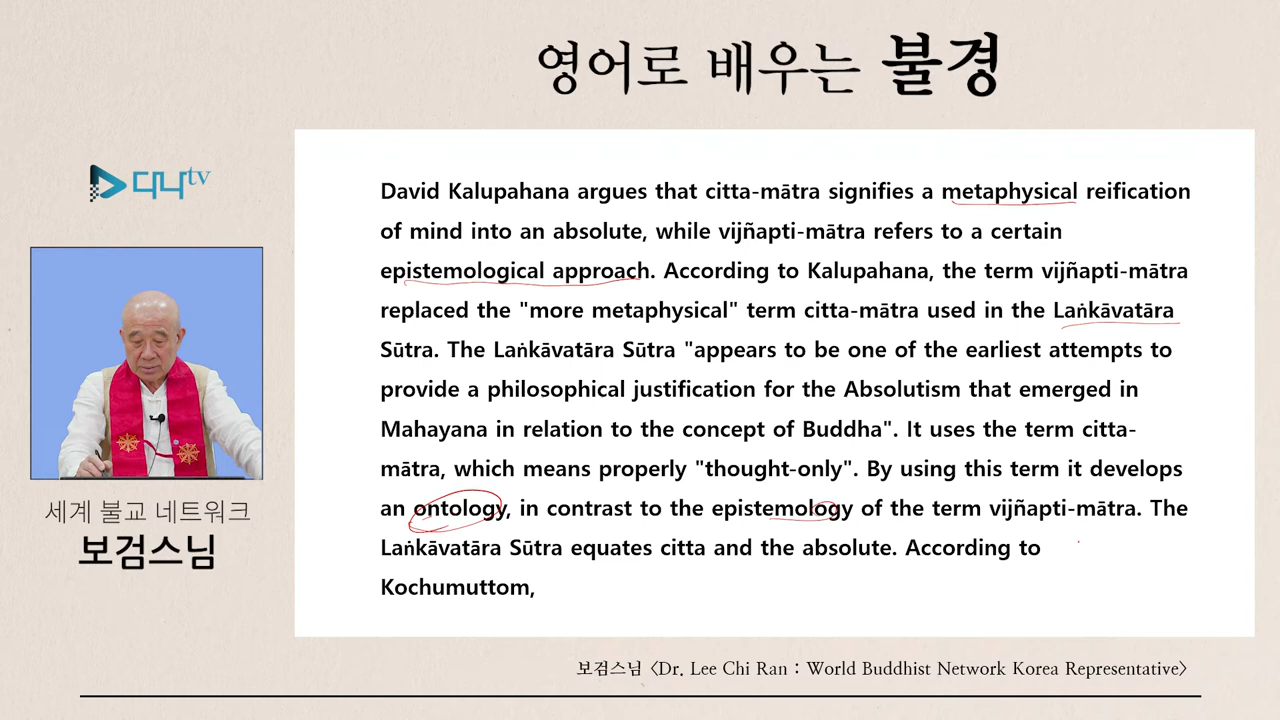 영어로 배우는 불경
디나tv
David Kalupahana argues that citta-mātra signifies a metaphysical reification
of mind into an absolute, while vijñapti-mātra refers to a certain
epistemological approach. According to Kalupahana, the term vijñapti-mātra
replaced the "more metaphysical" term citta-mātra used in the Laṅkāvatāra
Sūtra. The Laṅkāvatāra Sūtra "appears to be one of the earliest attempts to
provide a philosophical justification for the Absolutism that emerged in
Mahayana in relation to the concept of Buddha". It uses the term citta-
mātra, which means properly "thought-only". By using this term it develops
an ontology, in contrast to the epistemology of the term vijñapti-mātra. The
Laṅkāvatāra Sūtra equates citta and the absolute. According to
Kochumuttom,
세계 불교 네트워크
보검스님
보검스님 <Dr. Lee Chi Ran : World Buddhist Network Korea Representative>